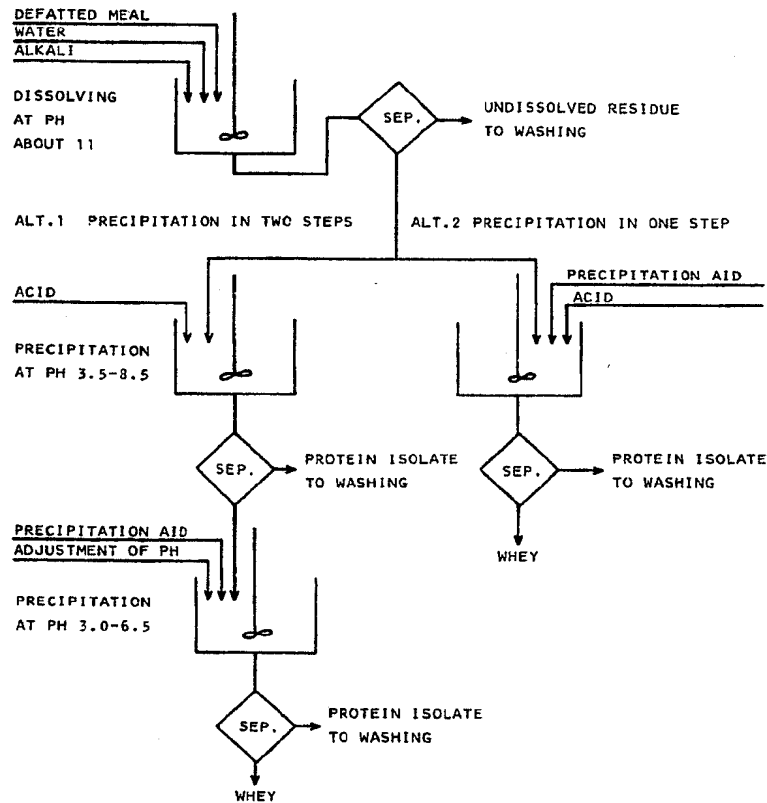 DEFATTED MEAL
WATER
ALKALI
DISSOLVING
AT PH
ABOUT 11
SEP.
UNDISSOLVED RESIDUE
TO WASHING
ALT.1 PRECIPITATION IN TWO STEPS
ALT.2 PRECIPITATION IN ONE STEP
ACID
PRECIPITATION AID
ACID
PRECIPITATION
AT PH 3.5-8.5
SEP.
PROTEIN ISOLATE
TO WASHING
SEP.
PROTEIN ISOLATE
TO WASHING
WHEY
PRECIPITATION AID
ADJUSTMENT OF PH
PRECIPITATION
AT PH 3.0-6.5
SEP.
PROTEIN ISOLATE
TO WASHING
WHEY